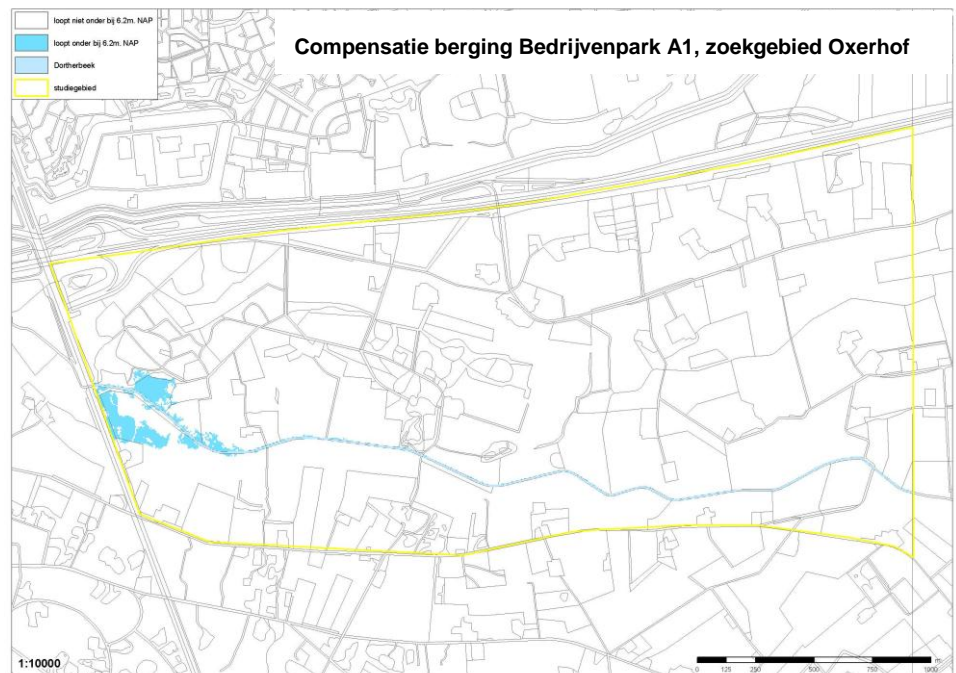 loopt niet onder bij 6.2m. NAP
loopt onder bij 6.2m. NAP
Dortherbeek
studiegebied
Compensatie berging Bedrijvenpark A1, zoekgebied Oxerhof
1:10000
m
0 125 250 500 750 1000